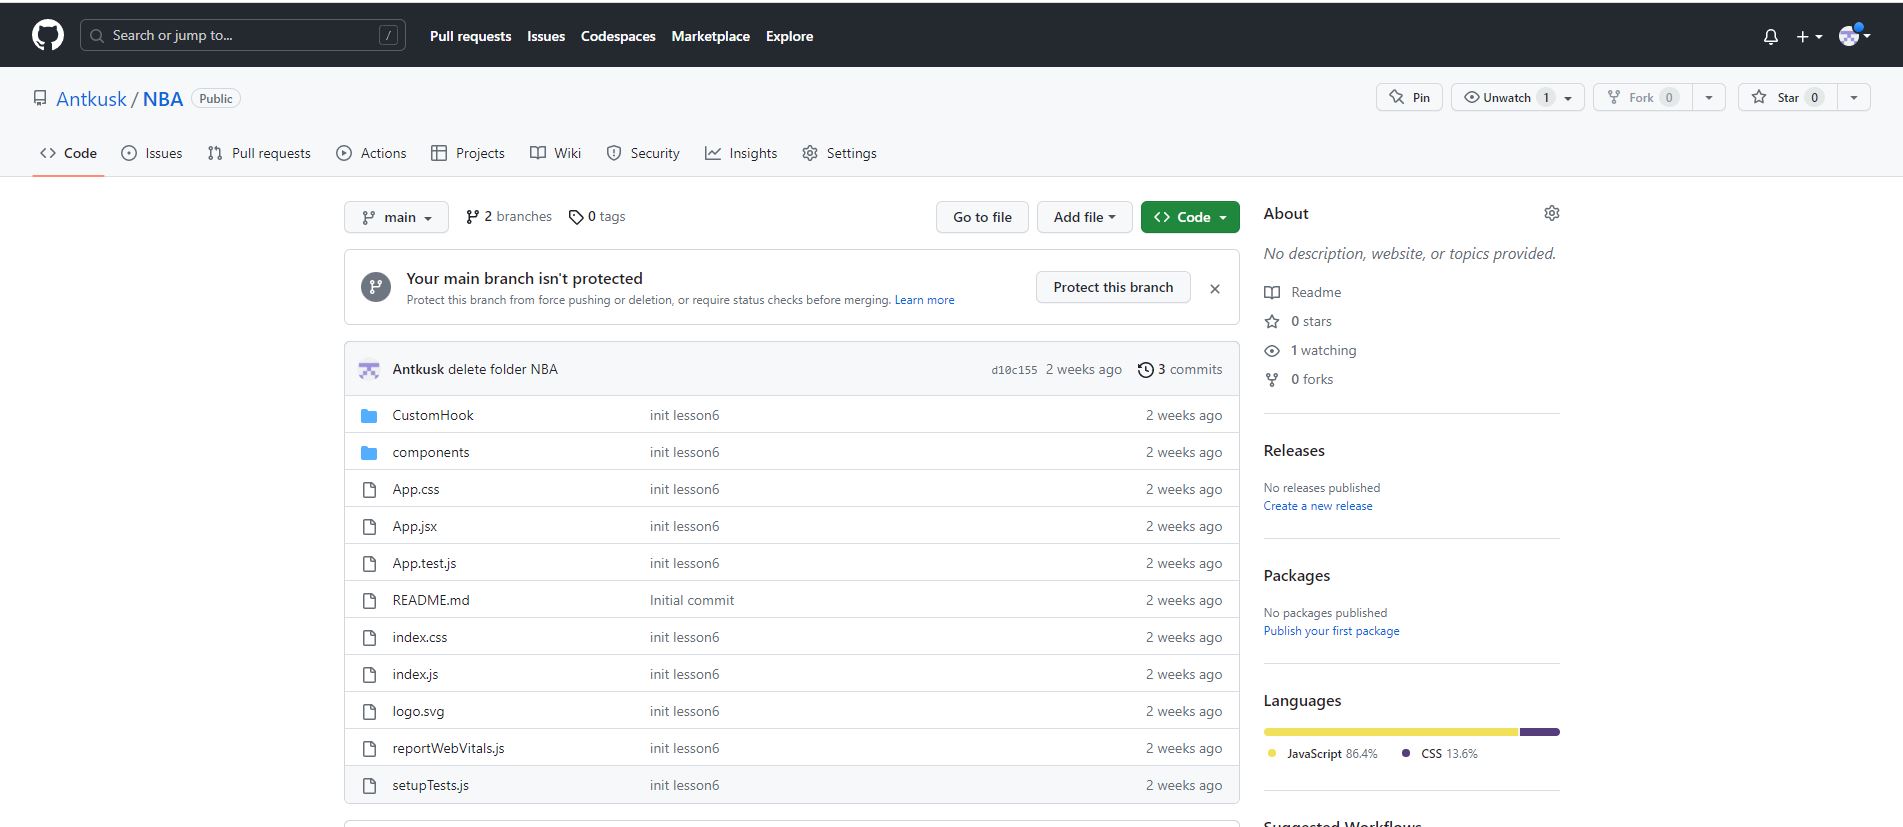 Search or jump to... /
Pull requests Issues Codespaces Marketplace Explore
Antkusk / NBA Public
Pin Unwatch 1 Fork 0 Star 0
Code Issues Pull requests Actions Projects Wiki Security Insights Settings
main 2 branches 0 tags Go to file Add file Code
Your main branch isn't protected
Protect this branch from force pushing or deletion, or require status checks before merging. Learn more
Protect this branch
Antkusk delete folder NBA d10c155 2 weeks ago 3 commits
CustomHook init lesson6 2 weeks ago
components init lesson6 2 weeks ago
App.css init lesson6 2 weeks ago
App.jsx init lesson6 2 weeks ago
App.test.js init lesson6 2 weeks ago
README.md Initial commit 2 weeks ago
index.css init lesson6 2 weeks ago
index.js init lesson6 2 weeks ago
logo.svg init lesson6 2 weeks ago
reportWebVitals.js init lesson6 2 weeks ago
setupTests.js init lesson6 2 weeks ago
About
No description, website, or topics provided.
Readme
0 stars
1 watching
0 forks
Releases
No releases published
Create a new release
Packages
No packages published
Publish your first package
Languages
JavaScript 86.4% CSS 13.6%
Suggested Workflows